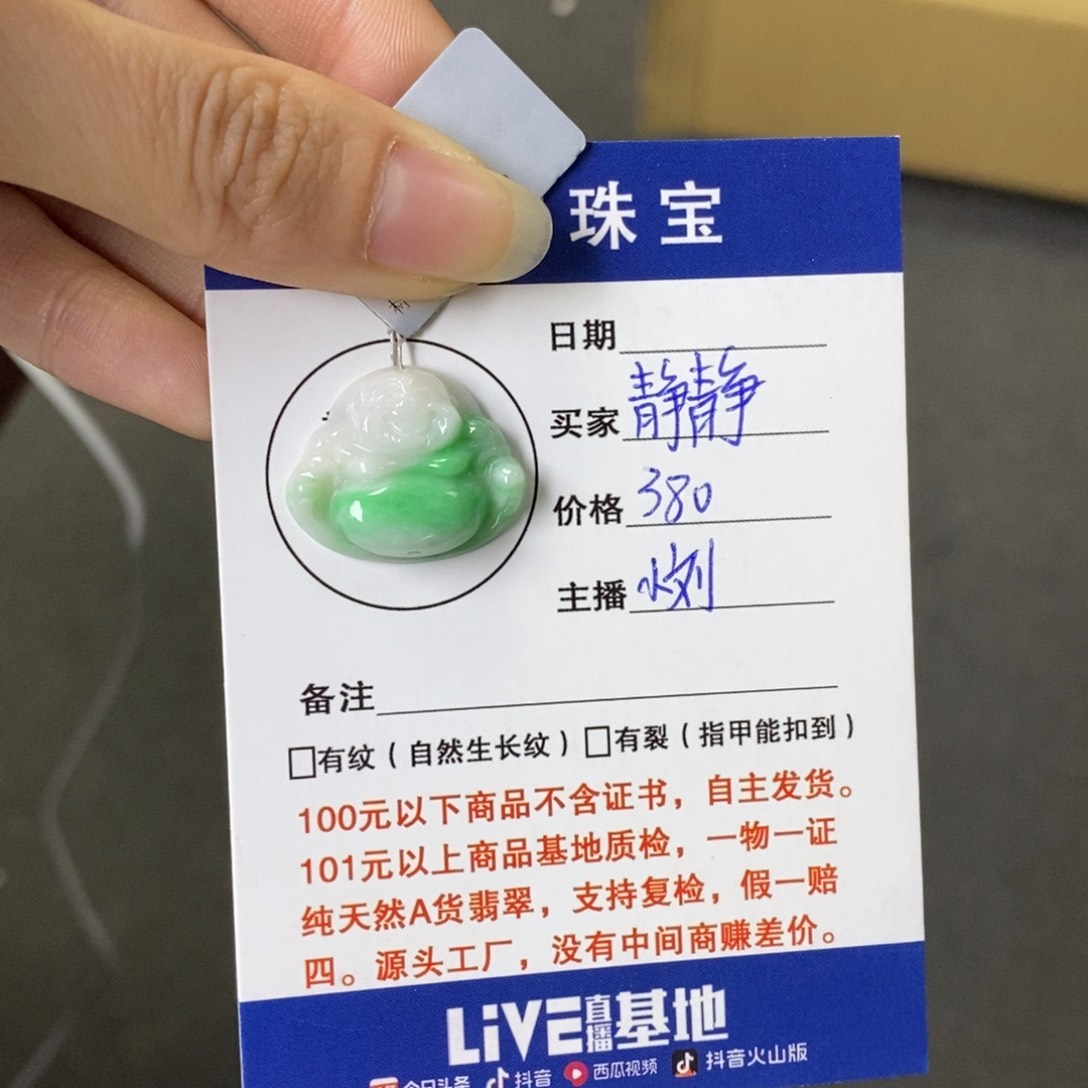 珠宝
日期
买家 静静
价格 380
主播 小刘
备注
有纹（自然生长纹）有裂（指甲能扣到）
100元以下商品不含证书，自主发货。
101元以上商品基地质检，一物一证
纯天然A货翡翠，支持复检，假一赔
四。源头工厂，没有中间商赚差价。
LiVE直播基地
今日头条 抖音 西瓜视频 抖音火山版